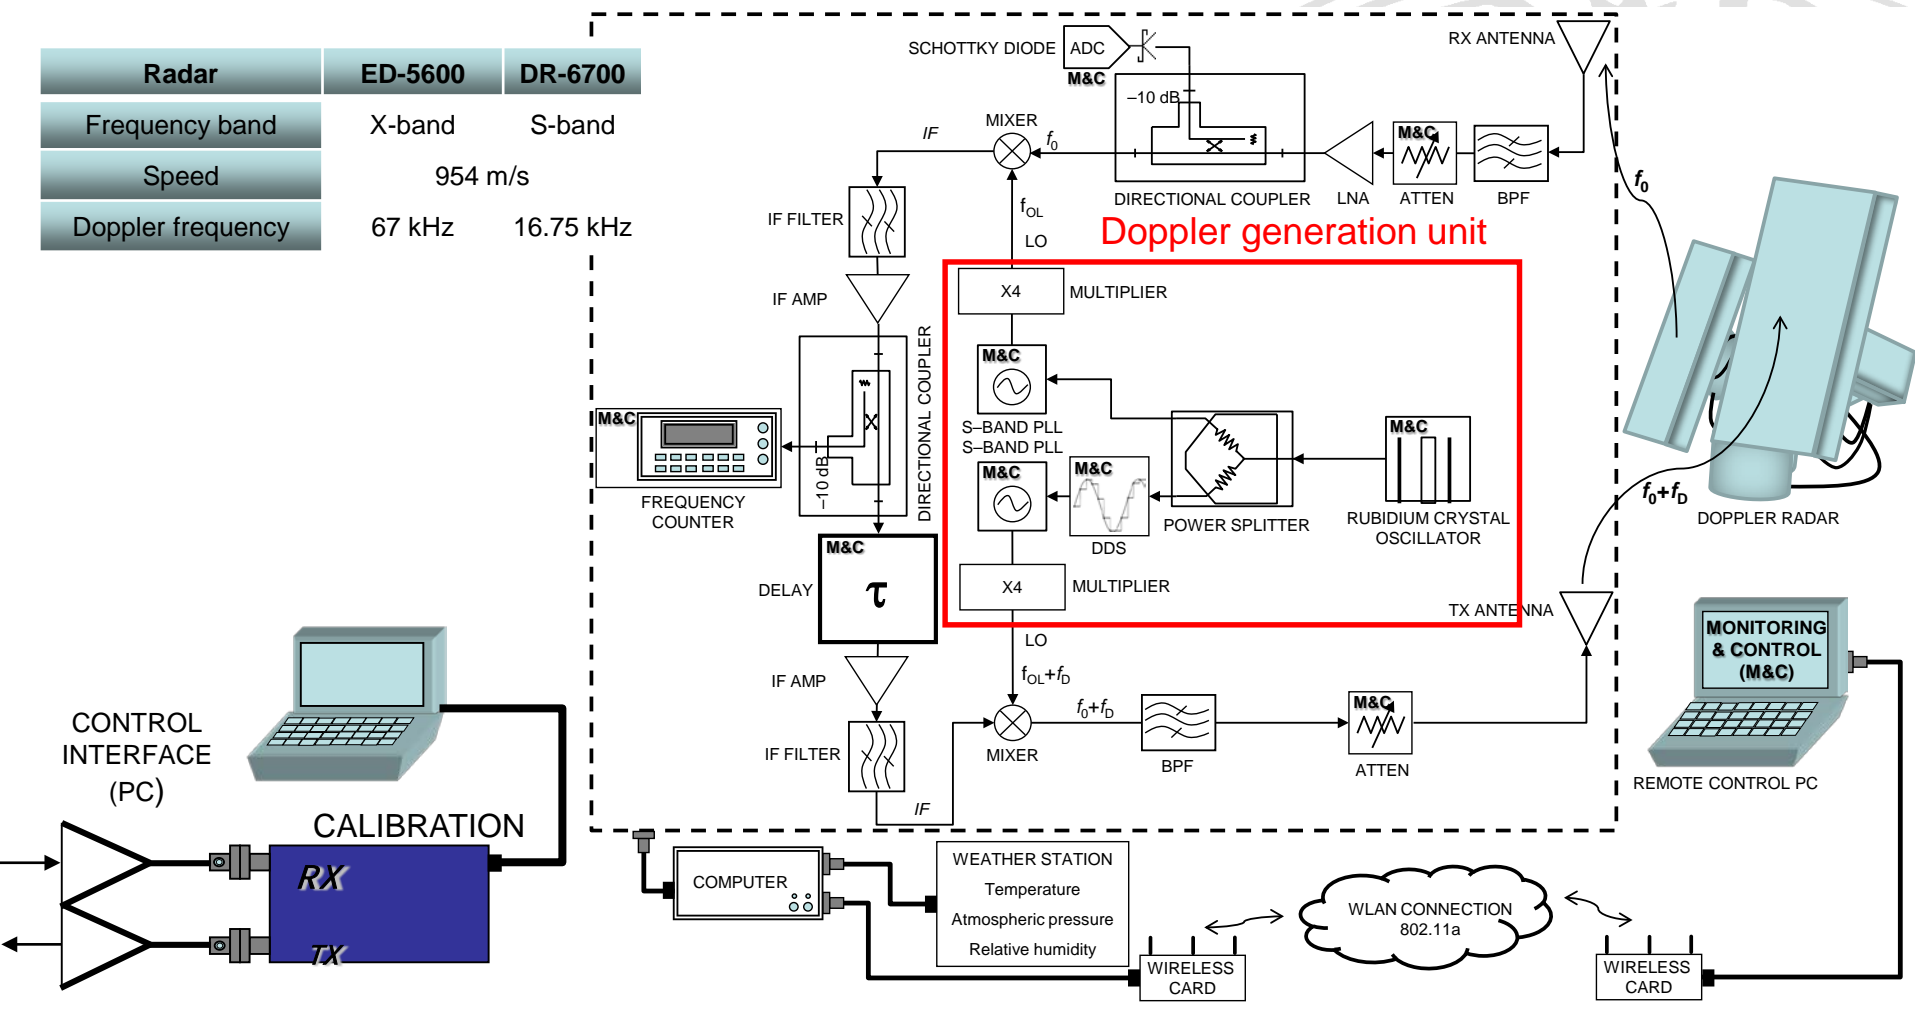 Radar ED-5600 DR-6700
Frequency band X-band S-band
Speed 954 m/s
Doppler frequency 67 kHz 16.75 kHz
SCHOTTKY DIODE
ADC
M&C
RX ANTENNA
–10 dB
MIXER
IF
f0
M&C
DIRECTIONAL COUPLER
LNA
ATTEN
BPF
f0
IF FILTER
fOL
LO
Doppler generation unit
IF AMP
X4
MULTIPLIER
DIRECTIONAL COUPLER
M&C
S–BAND PLL
S–BAND PLL
M&C
M&C
M&C
M&C
–10 dB
FREQUENCY
COUNTER
DDS
POWER SPLITTER
RUBIDIUM CRYSTAL
OSCILLATOR
f0+fD
DOPPLER RADAR
M&C
τ
DELAY
X4
MULTIPLIER
TX ANTENNA
LO
fOL+fD
IF AMP
f0+fD
M&C
IF FILTER
MIXER
BPF
ATTEN
IF
MONITORING
& CONTROL
(M&C)
REMOTE CONTROL PC
CONTROL
INTERFACE
(PC)
CALIBRATION
RX
TX
COMPUTER
WEATHER STATION
Temperature
Atmospheric pressure
Relative humidity
WIRELESS
CARD
WLAN CONNECTION
802.11a
WIRELESS
CARD